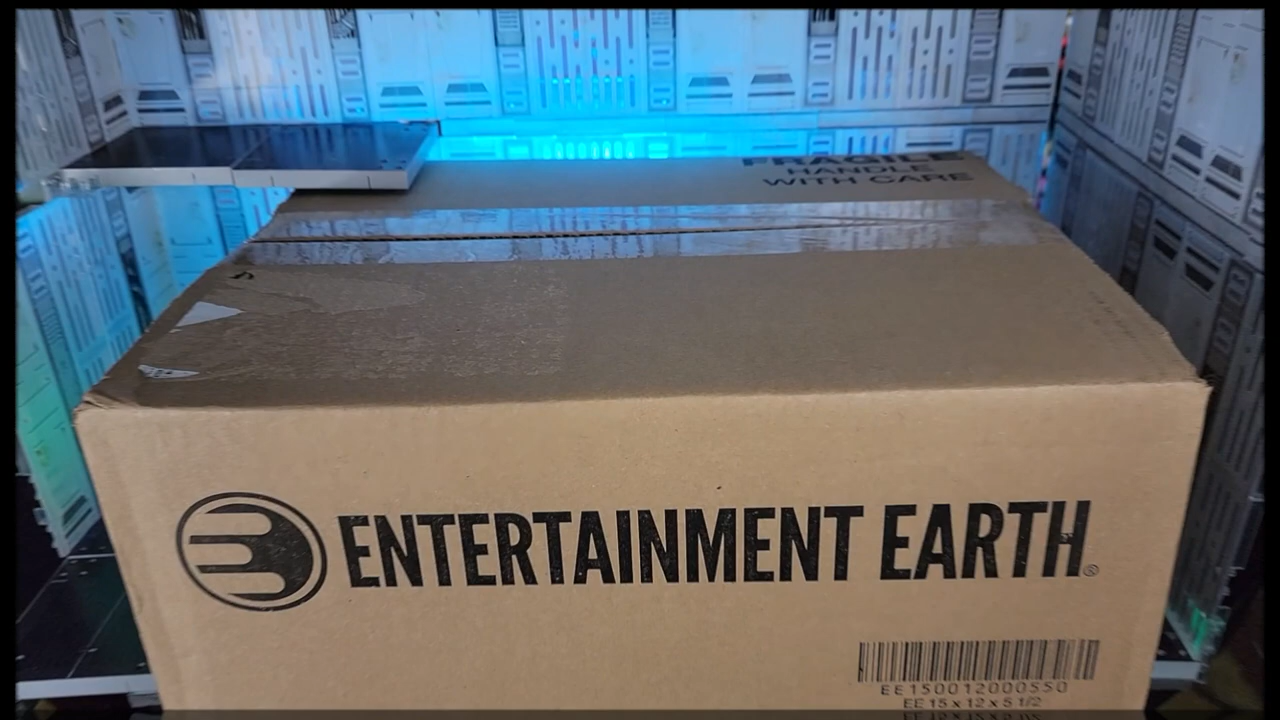 FRAGILE
HANDLE
WITH CARE
ENTERTAINMENT EARTH®
EE150012000550
EE 15 x 12 x 5 1/2